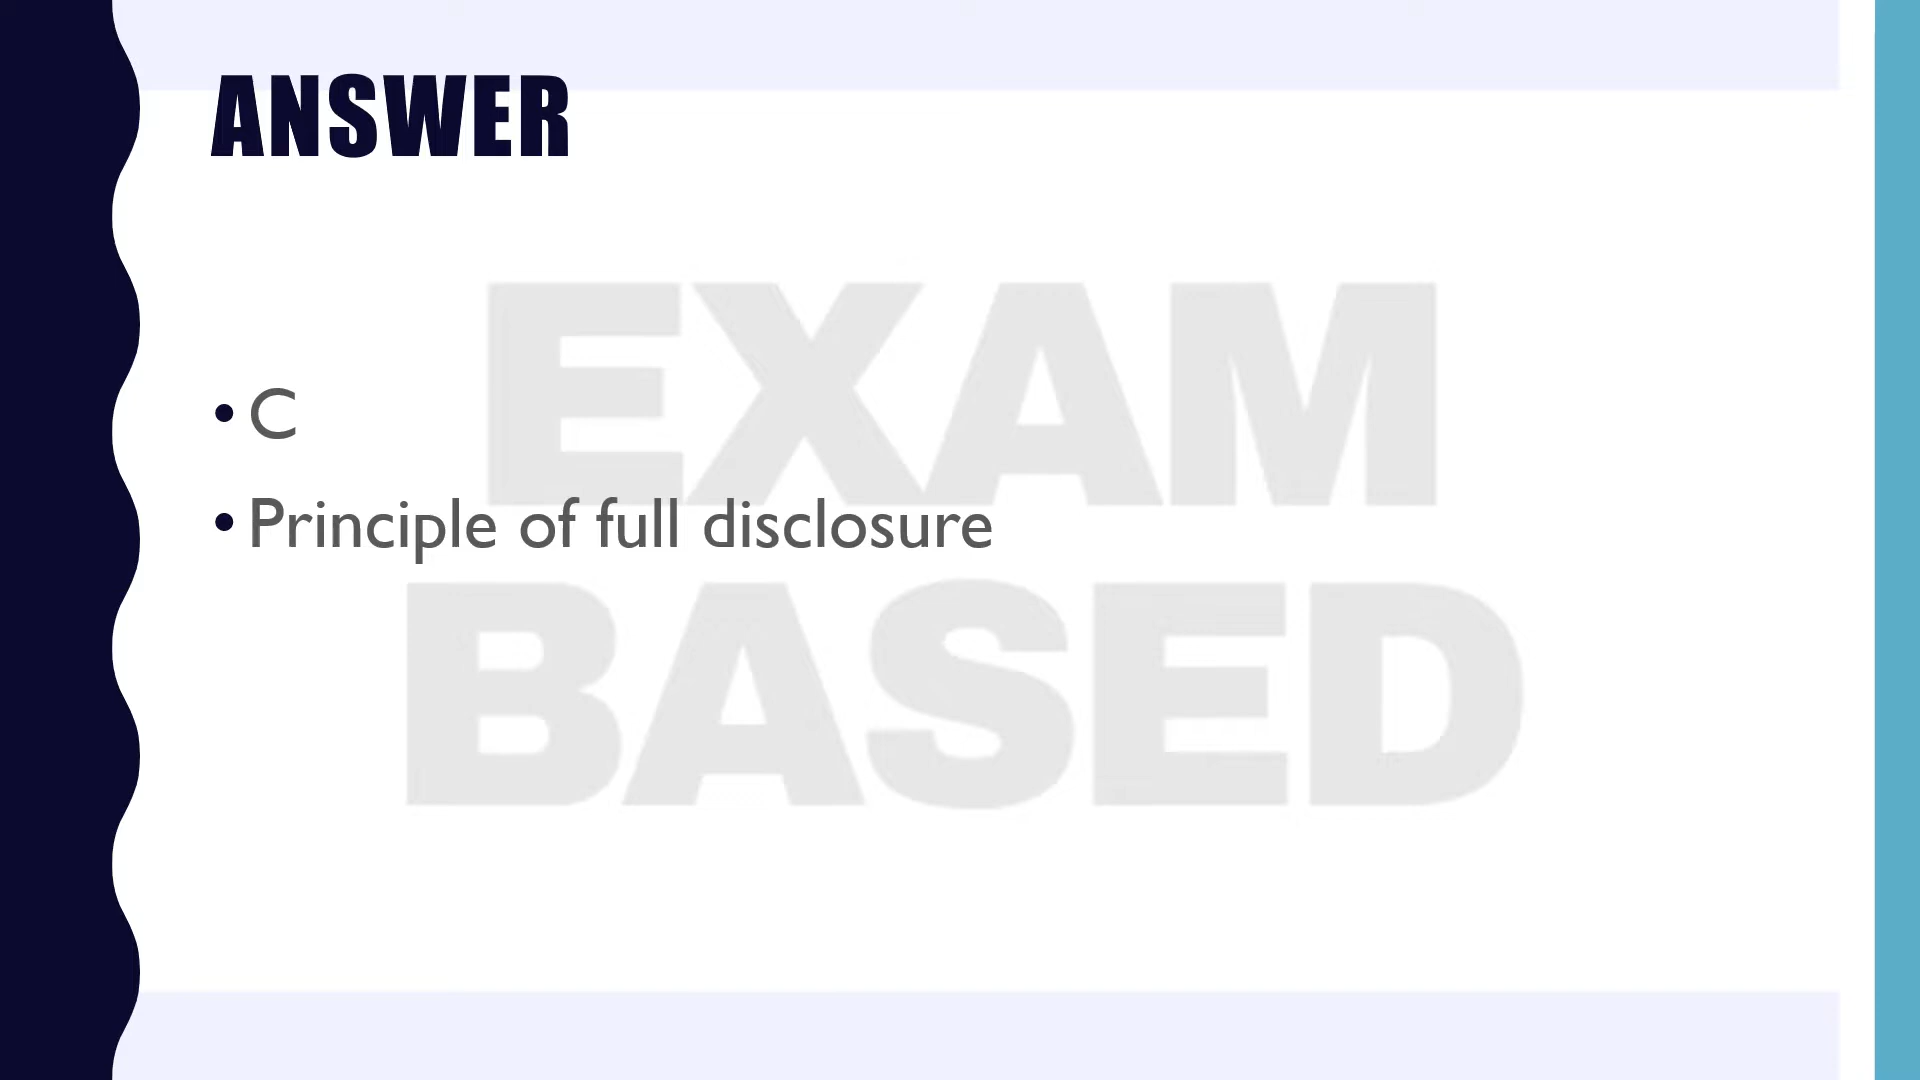 ANSWER
• C
• Principle of full disclosure
EXAM
BASED